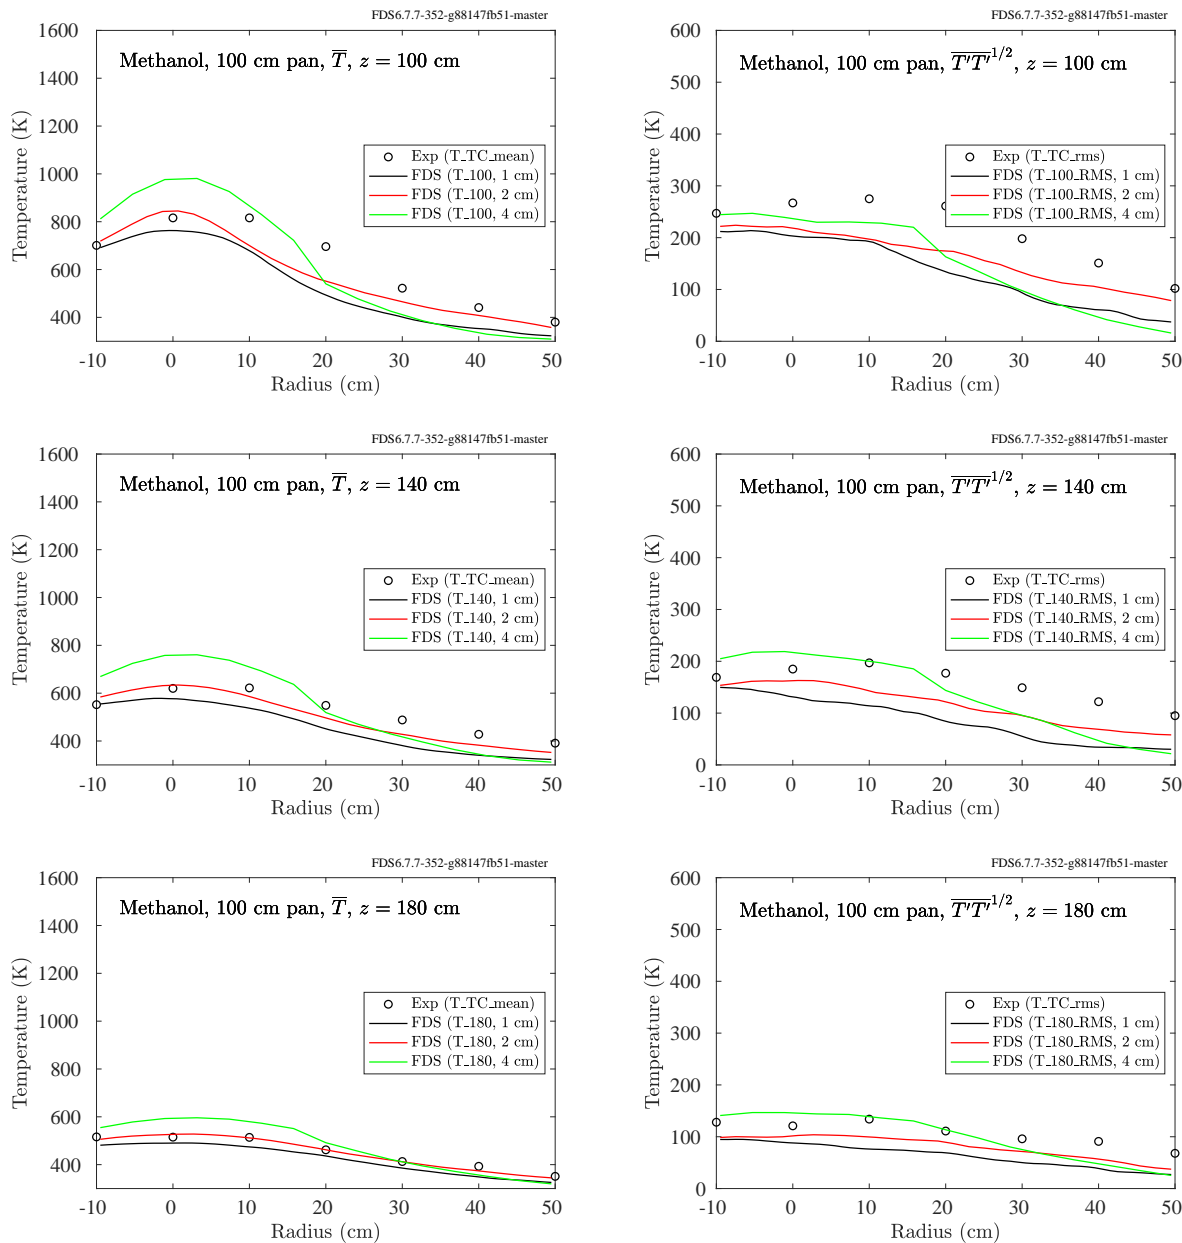 FDS6.7.7-352-g88147fb51-master
Methanol, 100 cm pan, T̅, z = 100 cm
1600
1400
1200
1000
800
600
400
Temperature (K)
Exp (T_TC_mean)
FDS (T_100, 1 cm)
FDS (T_100, 2 cm)
FDS (T_100, 4 cm)
-10 0 10 20 30 40 50
Radius (cm)
FDS6.7.7-352-g88147fb51-master
Methanol, 100 cm pan, T̅'̅T̅'̅^1/2, z = 100 cm
600
500
400
300
200
100
0
Temperature (K)
Exp (T_TC_rms)
FDS (T_100_RMS, 1 cm)
FDS (T_100_RMS, 2 cm)
FDS (T_100_RMS, 4 cm)
-10 0 10 20 30 40 50
Radius (cm)
FDS6.7.7-352-g88147fb51-master
Methanol, 100 cm pan, T̅, z = 140 cm
1600
1400
1200
1000
800
600
400
Temperature (K)
Exp (T_TC_mean)
FDS (T_140, 1 cm)
FDS (T_140, 2 cm)
FDS (T_140, 4 cm)
-10 0 10 20 30 40 50
Radius (cm)
FDS6.7.7-352-g88147fb51-master
Methanol, 100 cm pan, T̅'̅T̅'̅^1/2, z = 140 cm
600
500
400
300
200
100
0
Temperature (K)
Exp (T_TC_rms)
FDS (T_140_RMS, 1 cm)
FDS (T_140_RMS, 2 cm)
FDS (T_140_RMS, 4 cm)
-10 0 10 20 30 40 50
Radius (cm)
FDS6.7.7-352-g88147fb51-master
Methanol, 100 cm pan, T̅, z = 180 cm
1600
1400
1200
1000
800
600
400
Temperature (K)
Exp (T_TC_mean)
FDS (T_180, 1 cm)
FDS (T_180, 2 cm)
FDS (T_180, 4 cm)
-10 0 10 20 30 40 50
Radius (cm)
FDS6.7.7-352-g88147fb51-master
Methanol, 100 cm pan, T̅'̅T̅'̅^1/2, z = 180 cm
600
500
400
300
200
100
0
Temperature (K)
Exp (T_TC_rms)
FDS (T_180_RMS, 1 cm)
FDS (T_180_RMS, 2 cm)
FDS (T_180_RMS, 4 cm)
-10 0 10 20 30 40 50
Radius (cm)